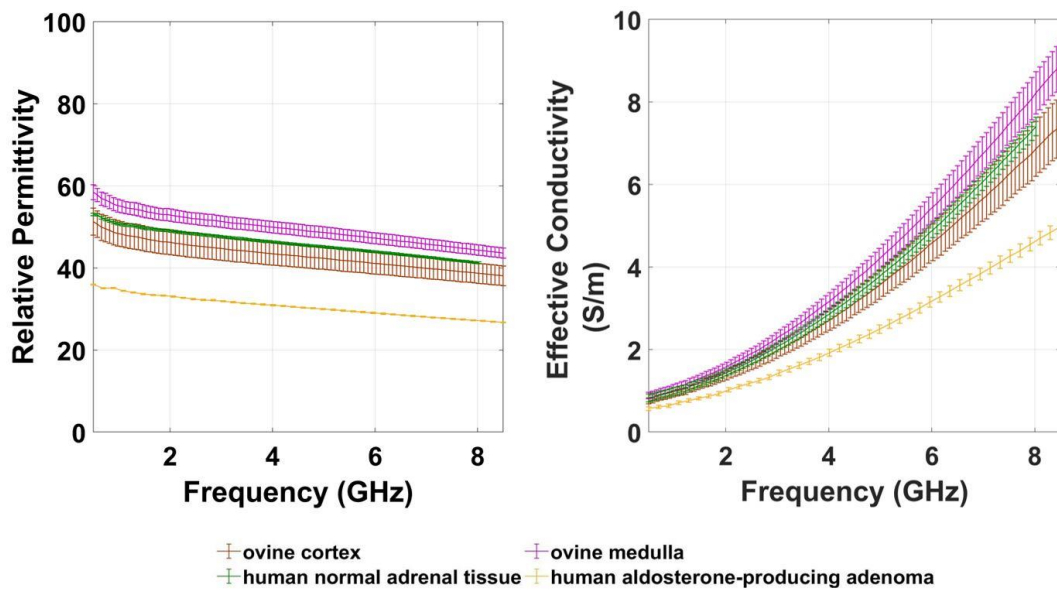 Relative Permittivity
100
80
60
40
20
0
2 4 6 8
Frequency (GHz)
Effective Conductivity
(S/m)
10
8
6
4
2
0
2 4 6 8
Frequency (GHz)
ovine cortex
ovine medulla
human normal adrenal tissue
human aldosterone-producing adenoma